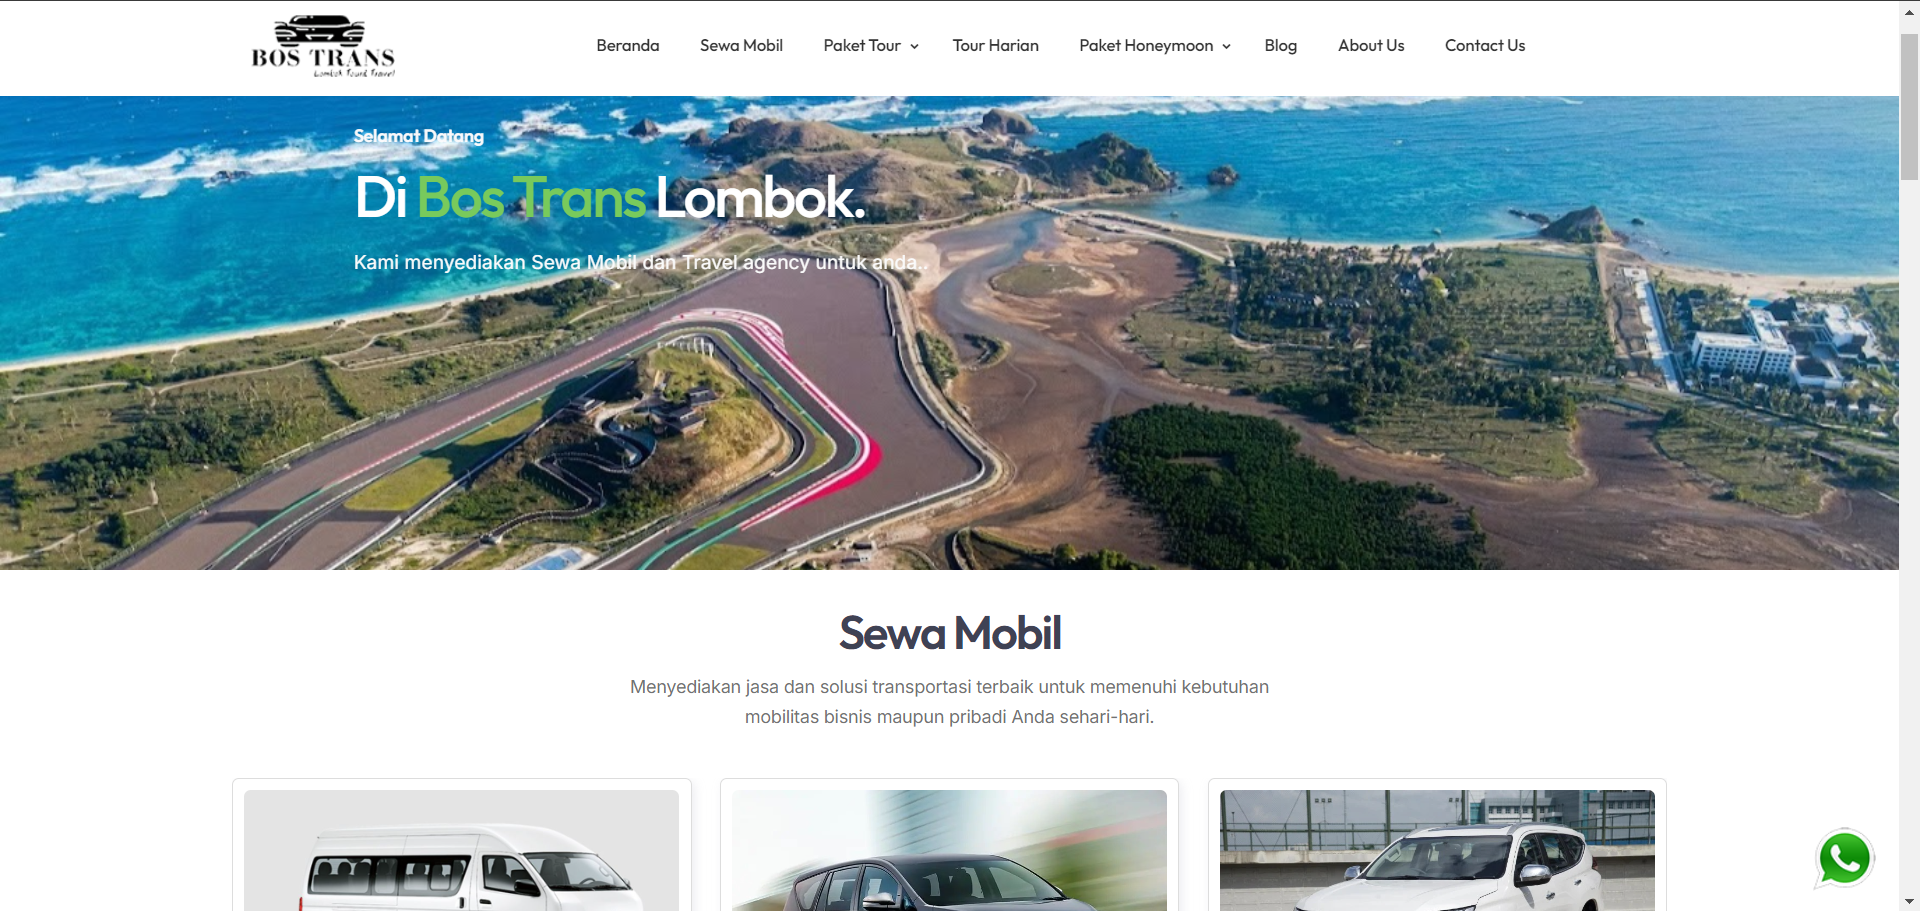 BOS TRANS
Lombok Tourd Travel
Beranda
Sewa Mobil
Paket Tour
Tour Harian
Paket Honeymoon
Blog
About Us
Contact Us
Selamat Datang
Di Bos Trans Lombok.
Kami menyediakan Sewa Mobil dan Travel agency untuk anda..
Sewa Mobil
Menyediakan jasa dan solusi transportasi terbaik untuk memenuhi kebutuhan
mobilitas bisnis maupun pribadi Anda sehari-hari.